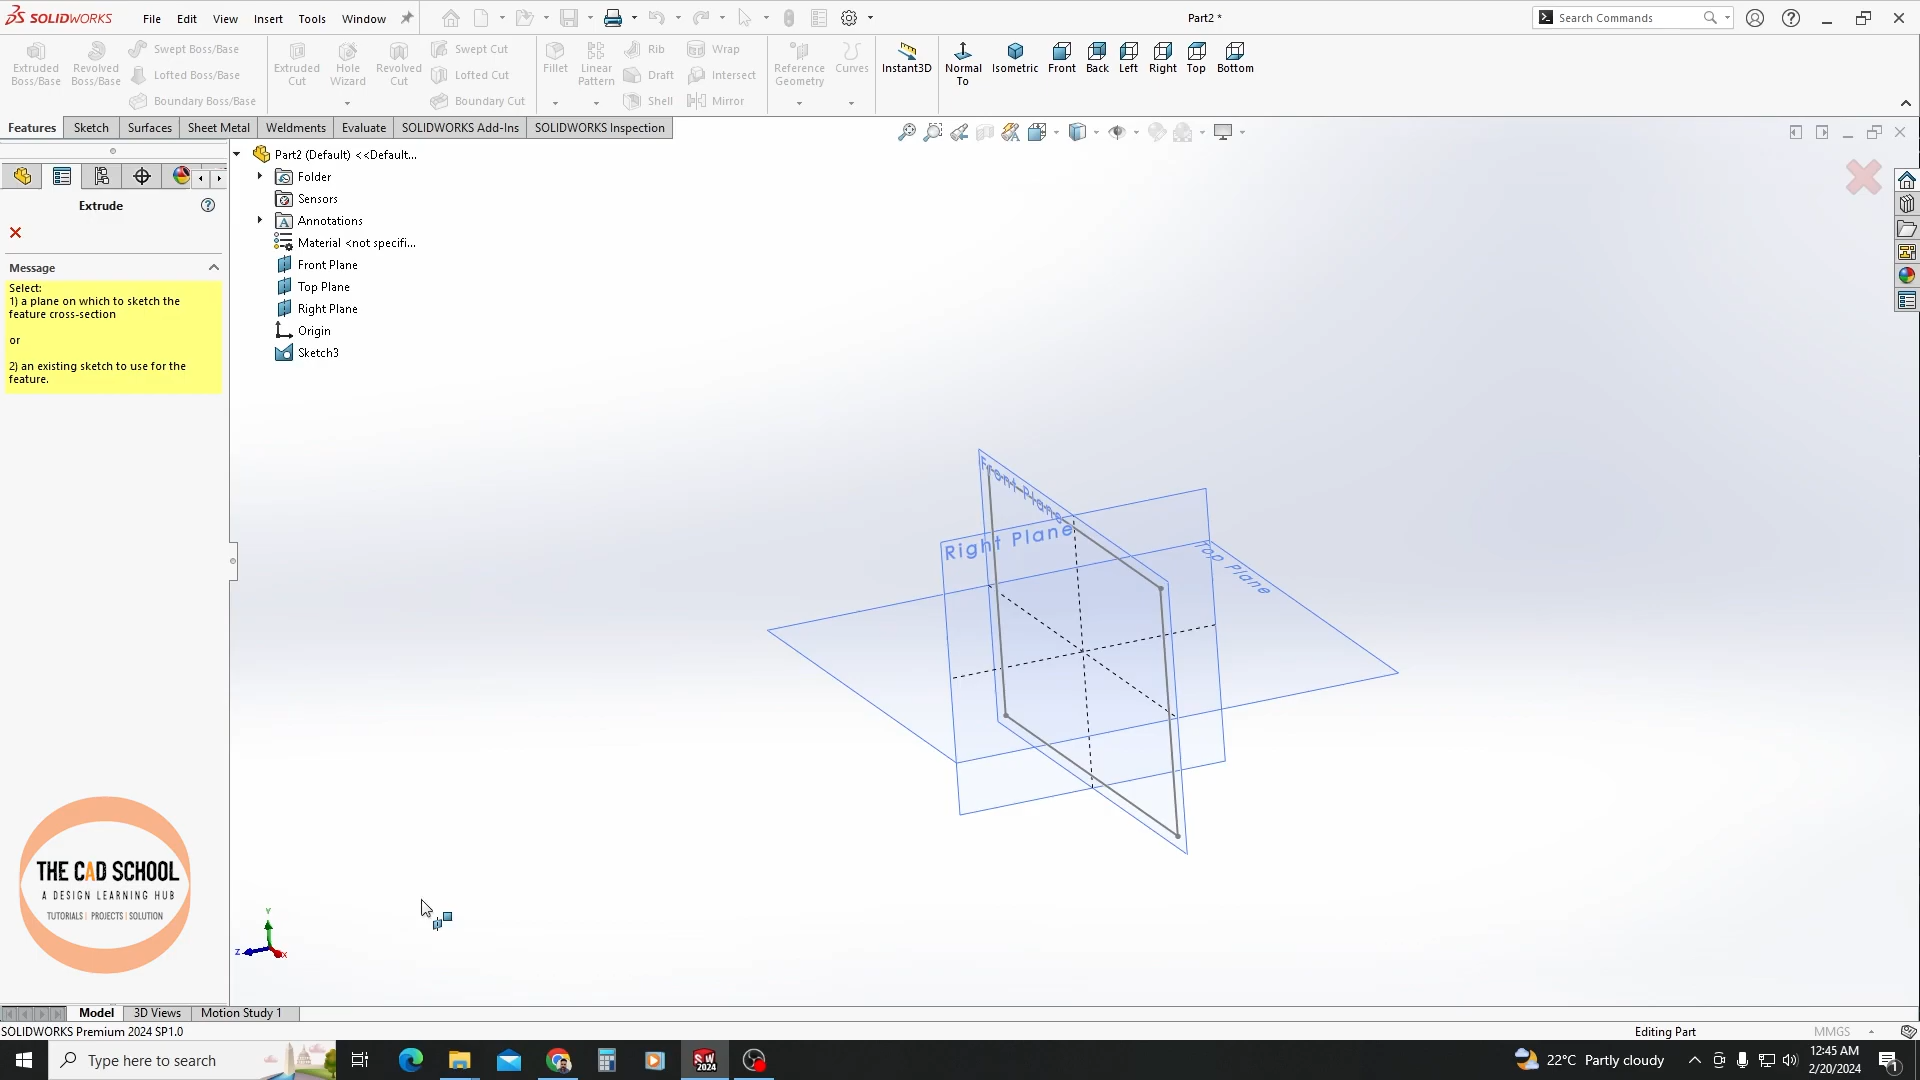 SOLIDWORKS
File Edit View Insert Tools Window
Part2 *
Search Commands
Extruded Boss/Base
Revolved Boss/Base
Swept Boss/Base
Lofted Boss/Base
Boundary Boss/Base
Extruded Cut
Hole Wizard
Revolved Cut
Swept Cut
Lofted Cut
Boundary Cut
Fillet
Linear Pattern
Rib
Draft
Shell
Wrap
Intersect
Mirror
Reference Geometry
Curves
Instant3D
Normal To
Isometric
Front
Back
Left
Right
Top
Bottom
Features Sketch Surfaces Sheet Metal Weldments Evaluate SOLIDWORKS Add-Ins SOLIDWORKS Inspection
Part2 (Default) <<Default...
Folder
Sensors
Annotations
Material <not specifi...
Front Plane
Top Plane
Right Plane
Origin
Sketch3
Extrude
Message
Select:
1) a plane on which to sketch the
feature cross-section
or
2) an existing sketch to use for the
feature.
Front Plane
Right Plane
Top Plane
THE CAD SCHOOL
A DESIGN LEARNING HUB
TUTORIALS | PROJECTS | SOLUTION
Y
Z
X
Model 3D Views Motion Study 1
SOLIDWORKS Premium 2024 SP1.0
Editing Part
MMGS
Type here to search
SW
2024
22°C Partly cloudy
12:45 AM
2/20/2024
1